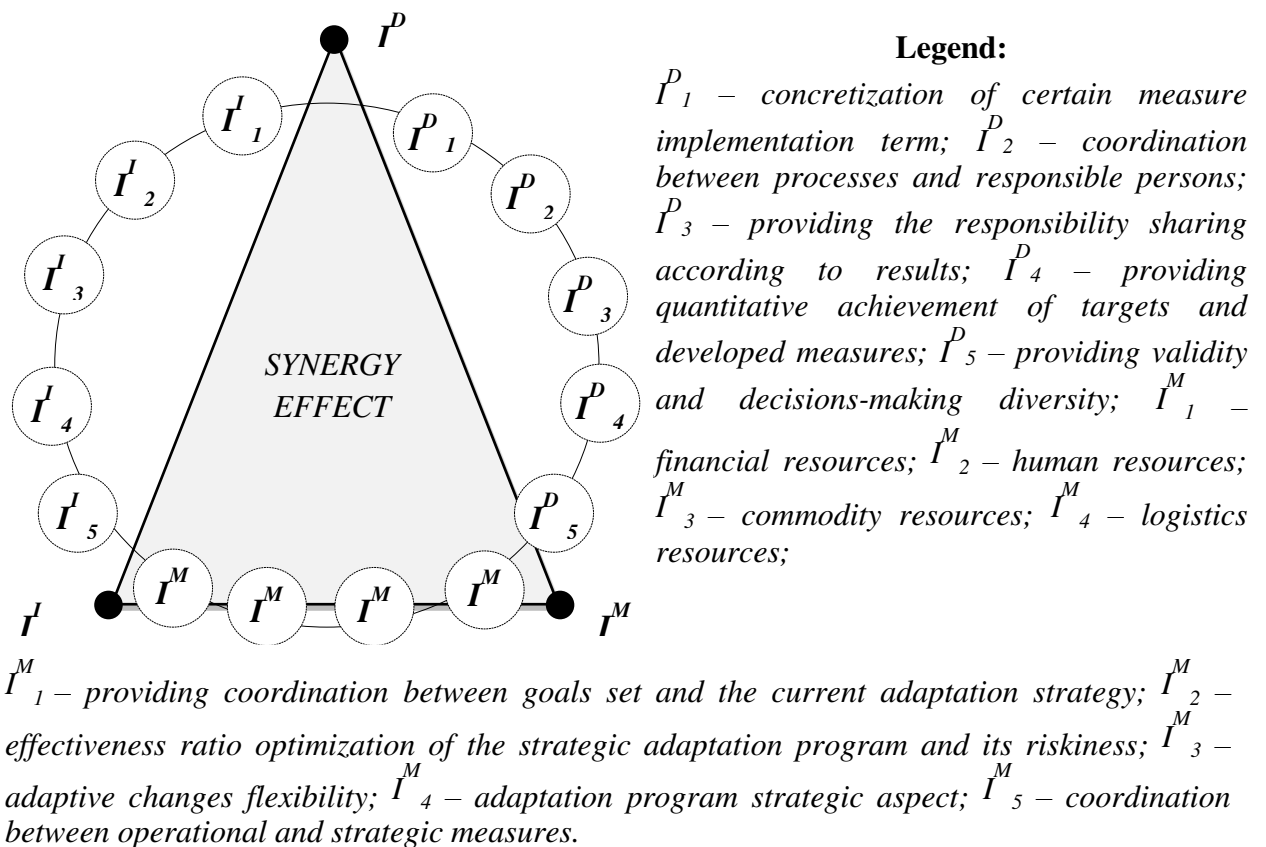 I^D
I^I_1
I^D_1
I^I_2
I^D_2
I^I_3
I^D_3
SYNERGY
EFFECT
I^I_4
I^D_4
I^I_5
I^D_5
I^M
I^M
I^M
I^M
I^I
I^M
Legend:
I^D_1 – concretization of certain measure
implementation term; I^D_2 – coordination
between processes and responsible persons;
I^D_3 – providing the responsibility sharing
according to results; I^D_4 – providing
quantitative achievement of targets and
developed measures; I^D_5 – providing validity
and decisions-making diversity; I^M_1 –
financial resources; I^M_2 – human resources;
I^M_3 – commodity resources; I^M_4 – logistics
resources;
I^M_1 – providing coordination between goals set and the current adaptation strategy; I^M_2 –
effectiveness ratio optimization of the strategic adaptation program and its riskiness; I^M_3 –
adaptive changes flexibility; I^M_4 – adaptation program strategic aspect; I^M_5 – coordination
between operational and strategic measures.